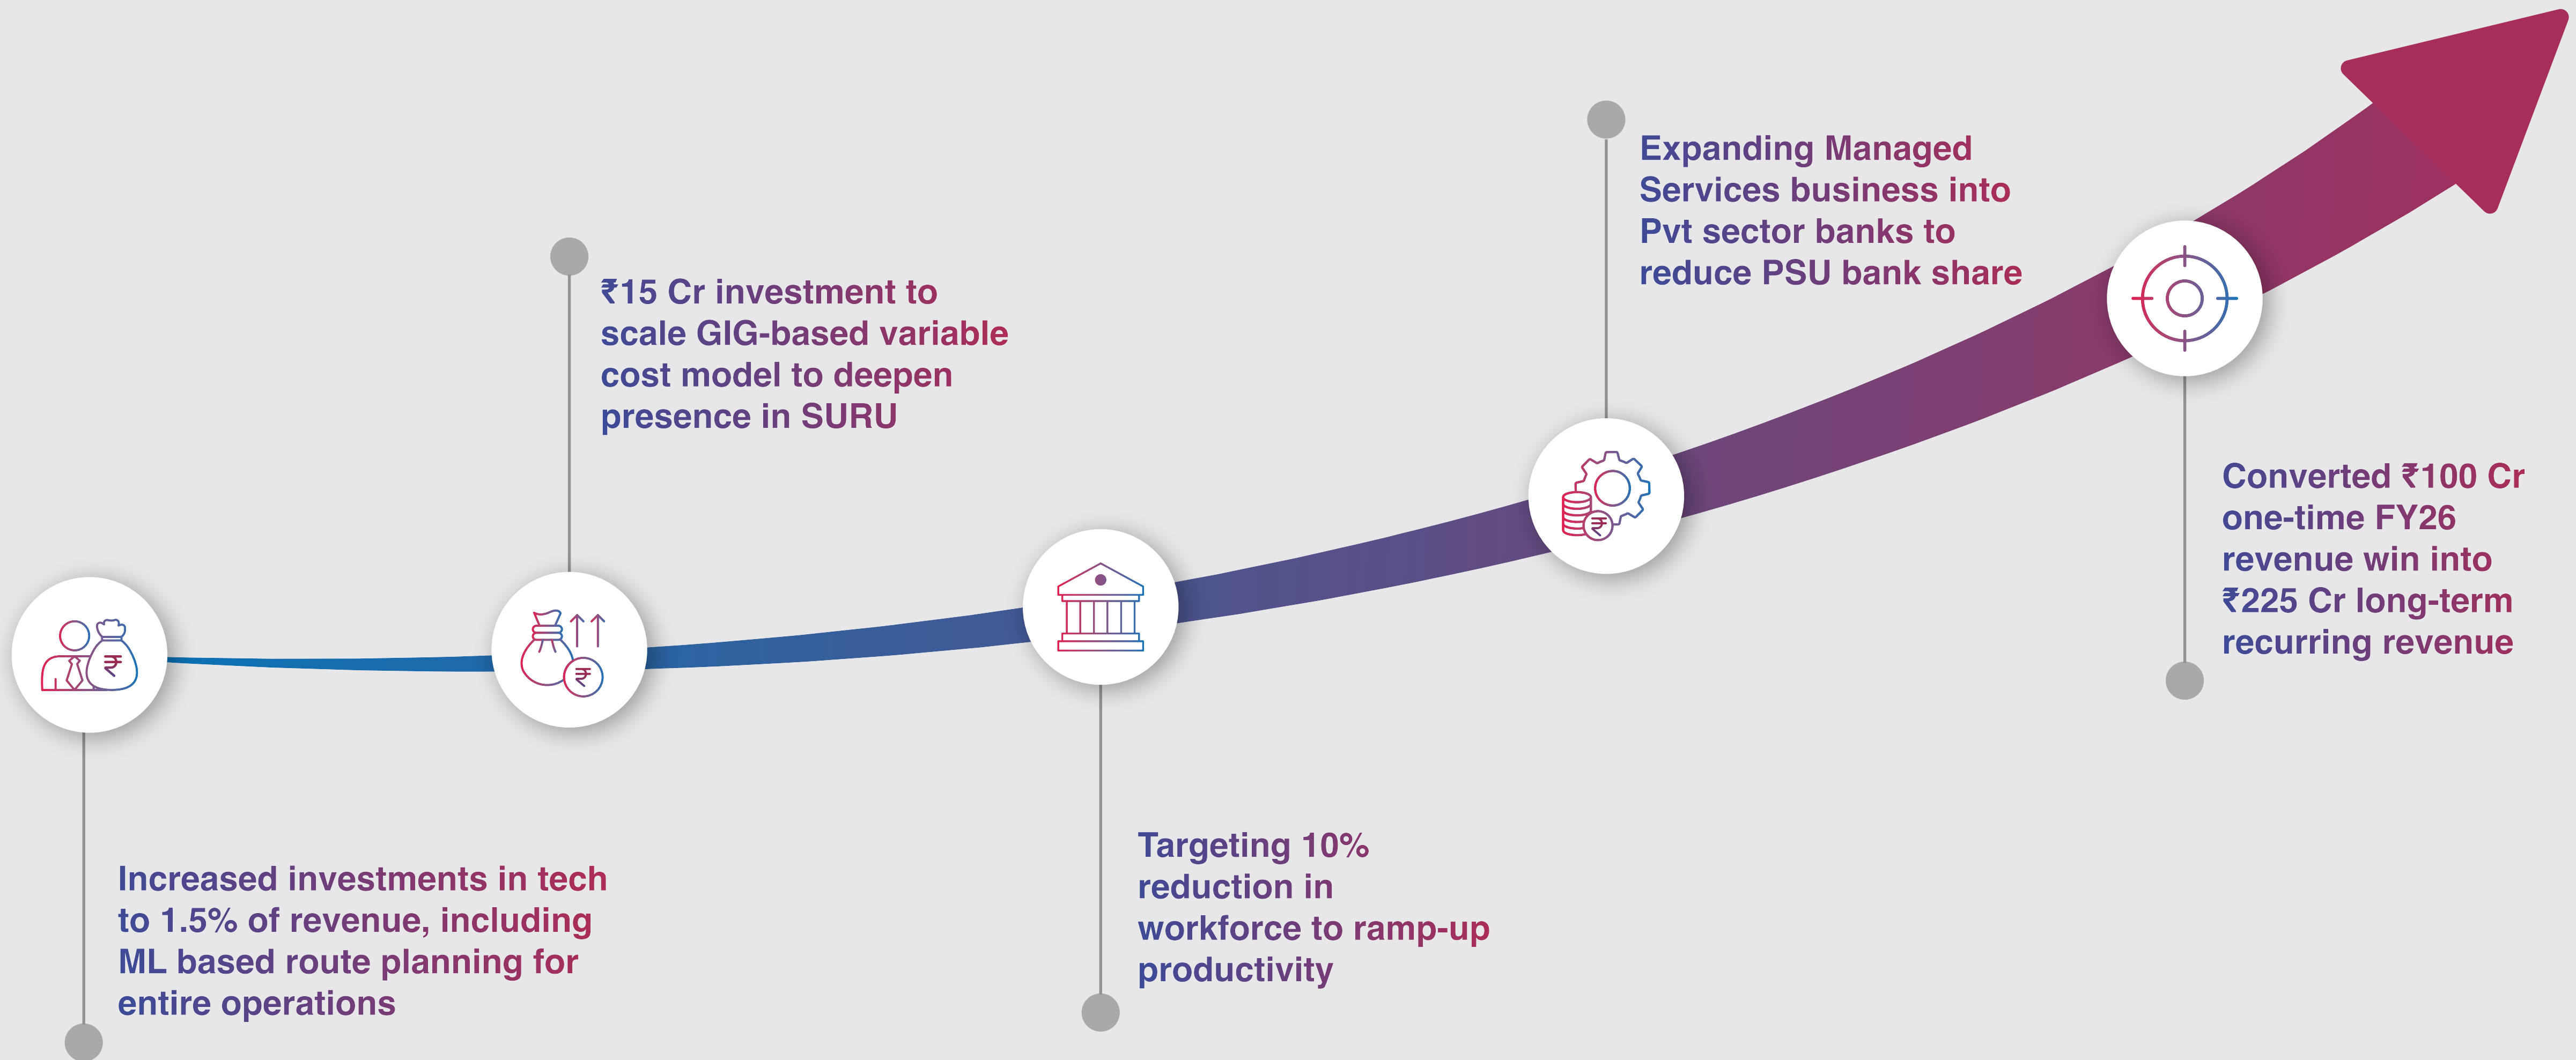 Increased investments in tech
to 1.5% of revenue, including
ML based route planning for
entire operations
₹15 Cr investment to
scale GIG-based variable
cost model to deepen
presence in SURU
Targeting 10%
reduction in
workforce to ramp-up
productivity
Expanding Managed
Services business into
Pvt sector banks to
reduce PSU bank share
Converted ₹100 Cr
one-time FY26
revenue win into
₹225 Cr long-term
recurring revenue